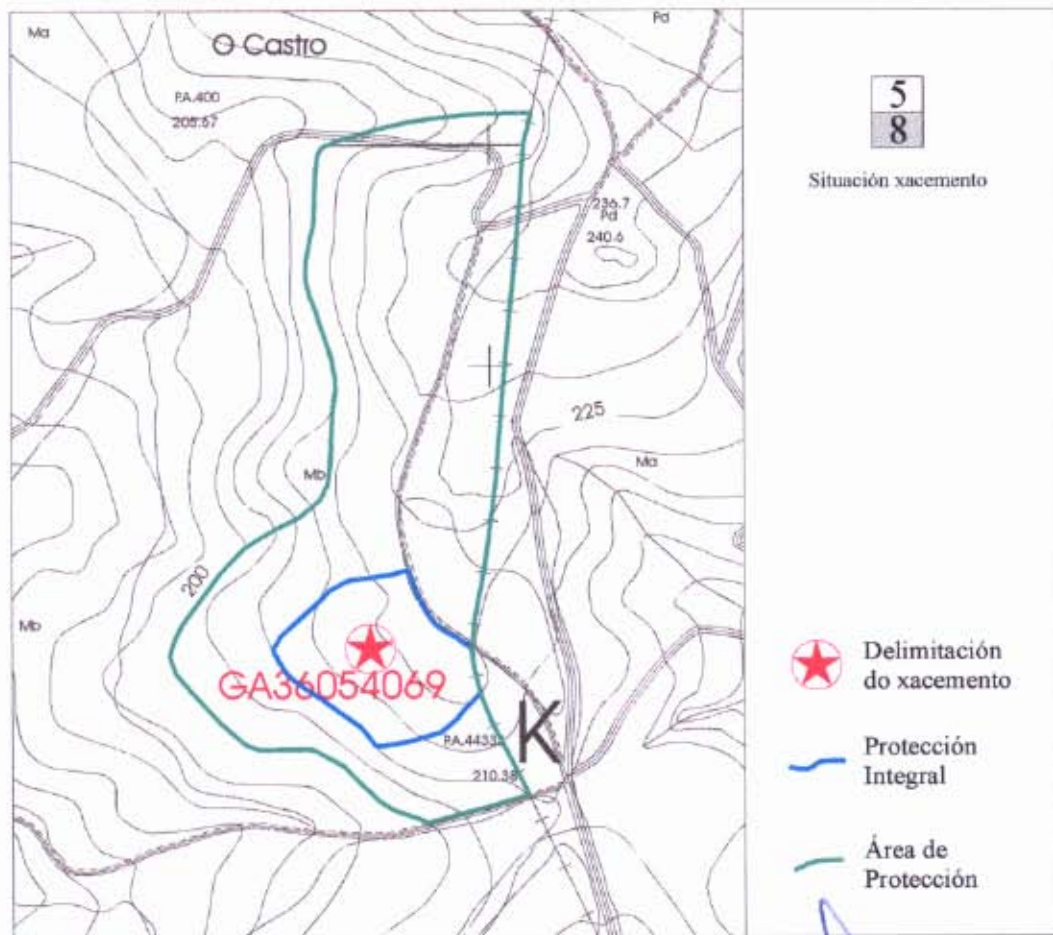 Ma
Pd
O Castro
P.A.400
205.67
236.7
Pd
240.6
225
Ma
Mb
200
Mb
GA36054069
K
P.A.4433
210.38
5
8
Situación xacemento
Delimitación
do xacemento
Protección
Integral
Área de
Protección